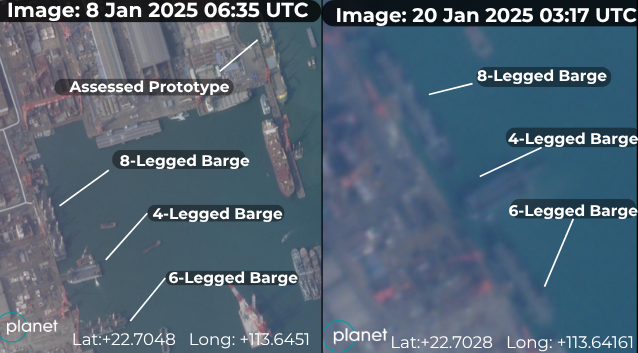 Image: 8 Jan 2025 06:35 UTC
Assessed Prototype
8-Legged Barge
4-Legged Barge
6-Legged Barge
planet
Lat:+22.7048 Long: +113.6451
Image: 20 Jan 2025 03:17 UTC
8-Legged Barge
4-Legged Barge
6-Legged Barge
planet
Lat:+22.7028 Long: +113.64161